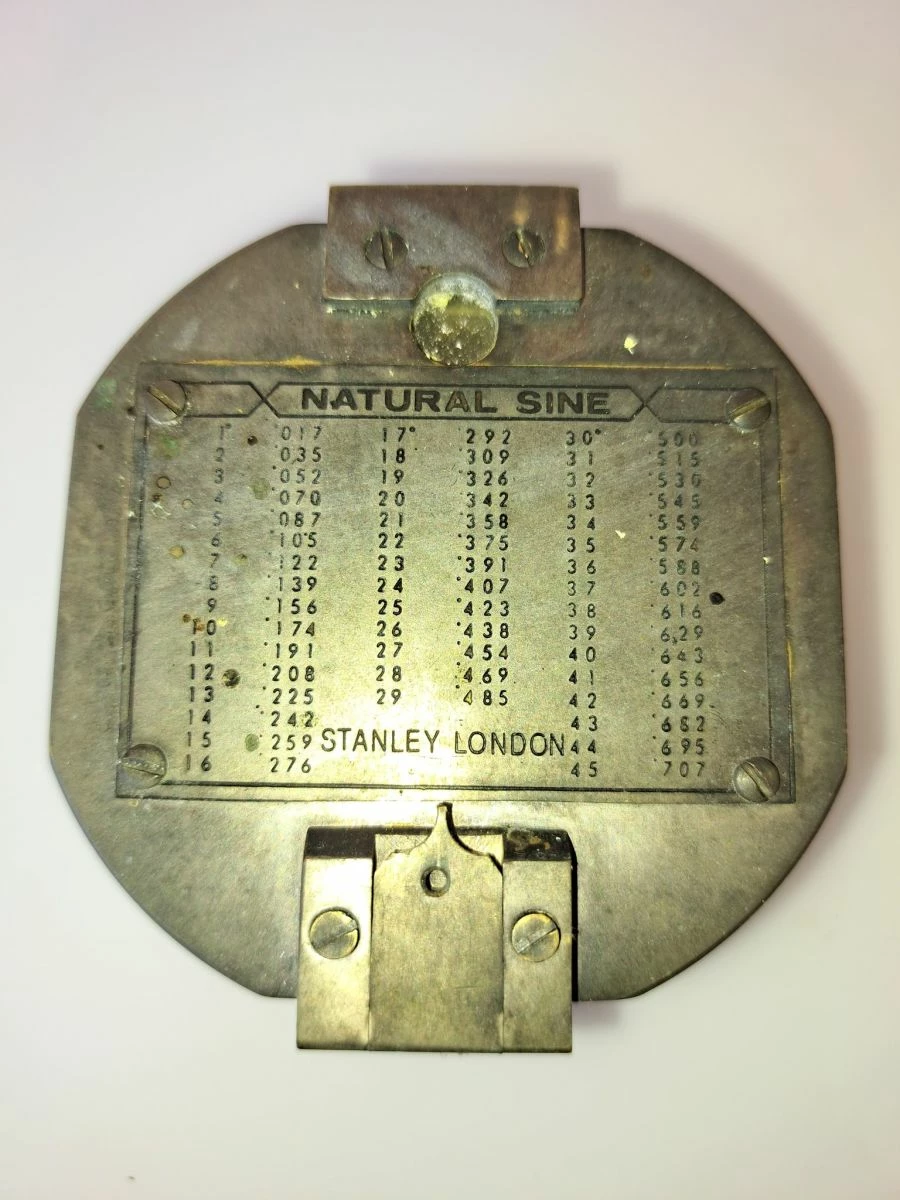 NATURAL SINE
1° .017 17° .292 30° .500
2 .035 18 .309 31 .515
3 .052 19 .326 32 .530
4 .070 20 .342 33 .545
5 .087 21 .358 34 .559
6 .105 22 .375 35 .574
7 .122 23 .391 36 .588
8 .139 24 .407 37 .602
9 .156 25 .423 38 .616
10 .174 26 .438 39 .629
11 .191 27 .454 40 .643
12 .208 28 .469 41 .656
13 .225 29 .485 42 .669
14 .242 43 .682
15 .259 STANLEY LONDON 44 .695
16 .276 45 .707